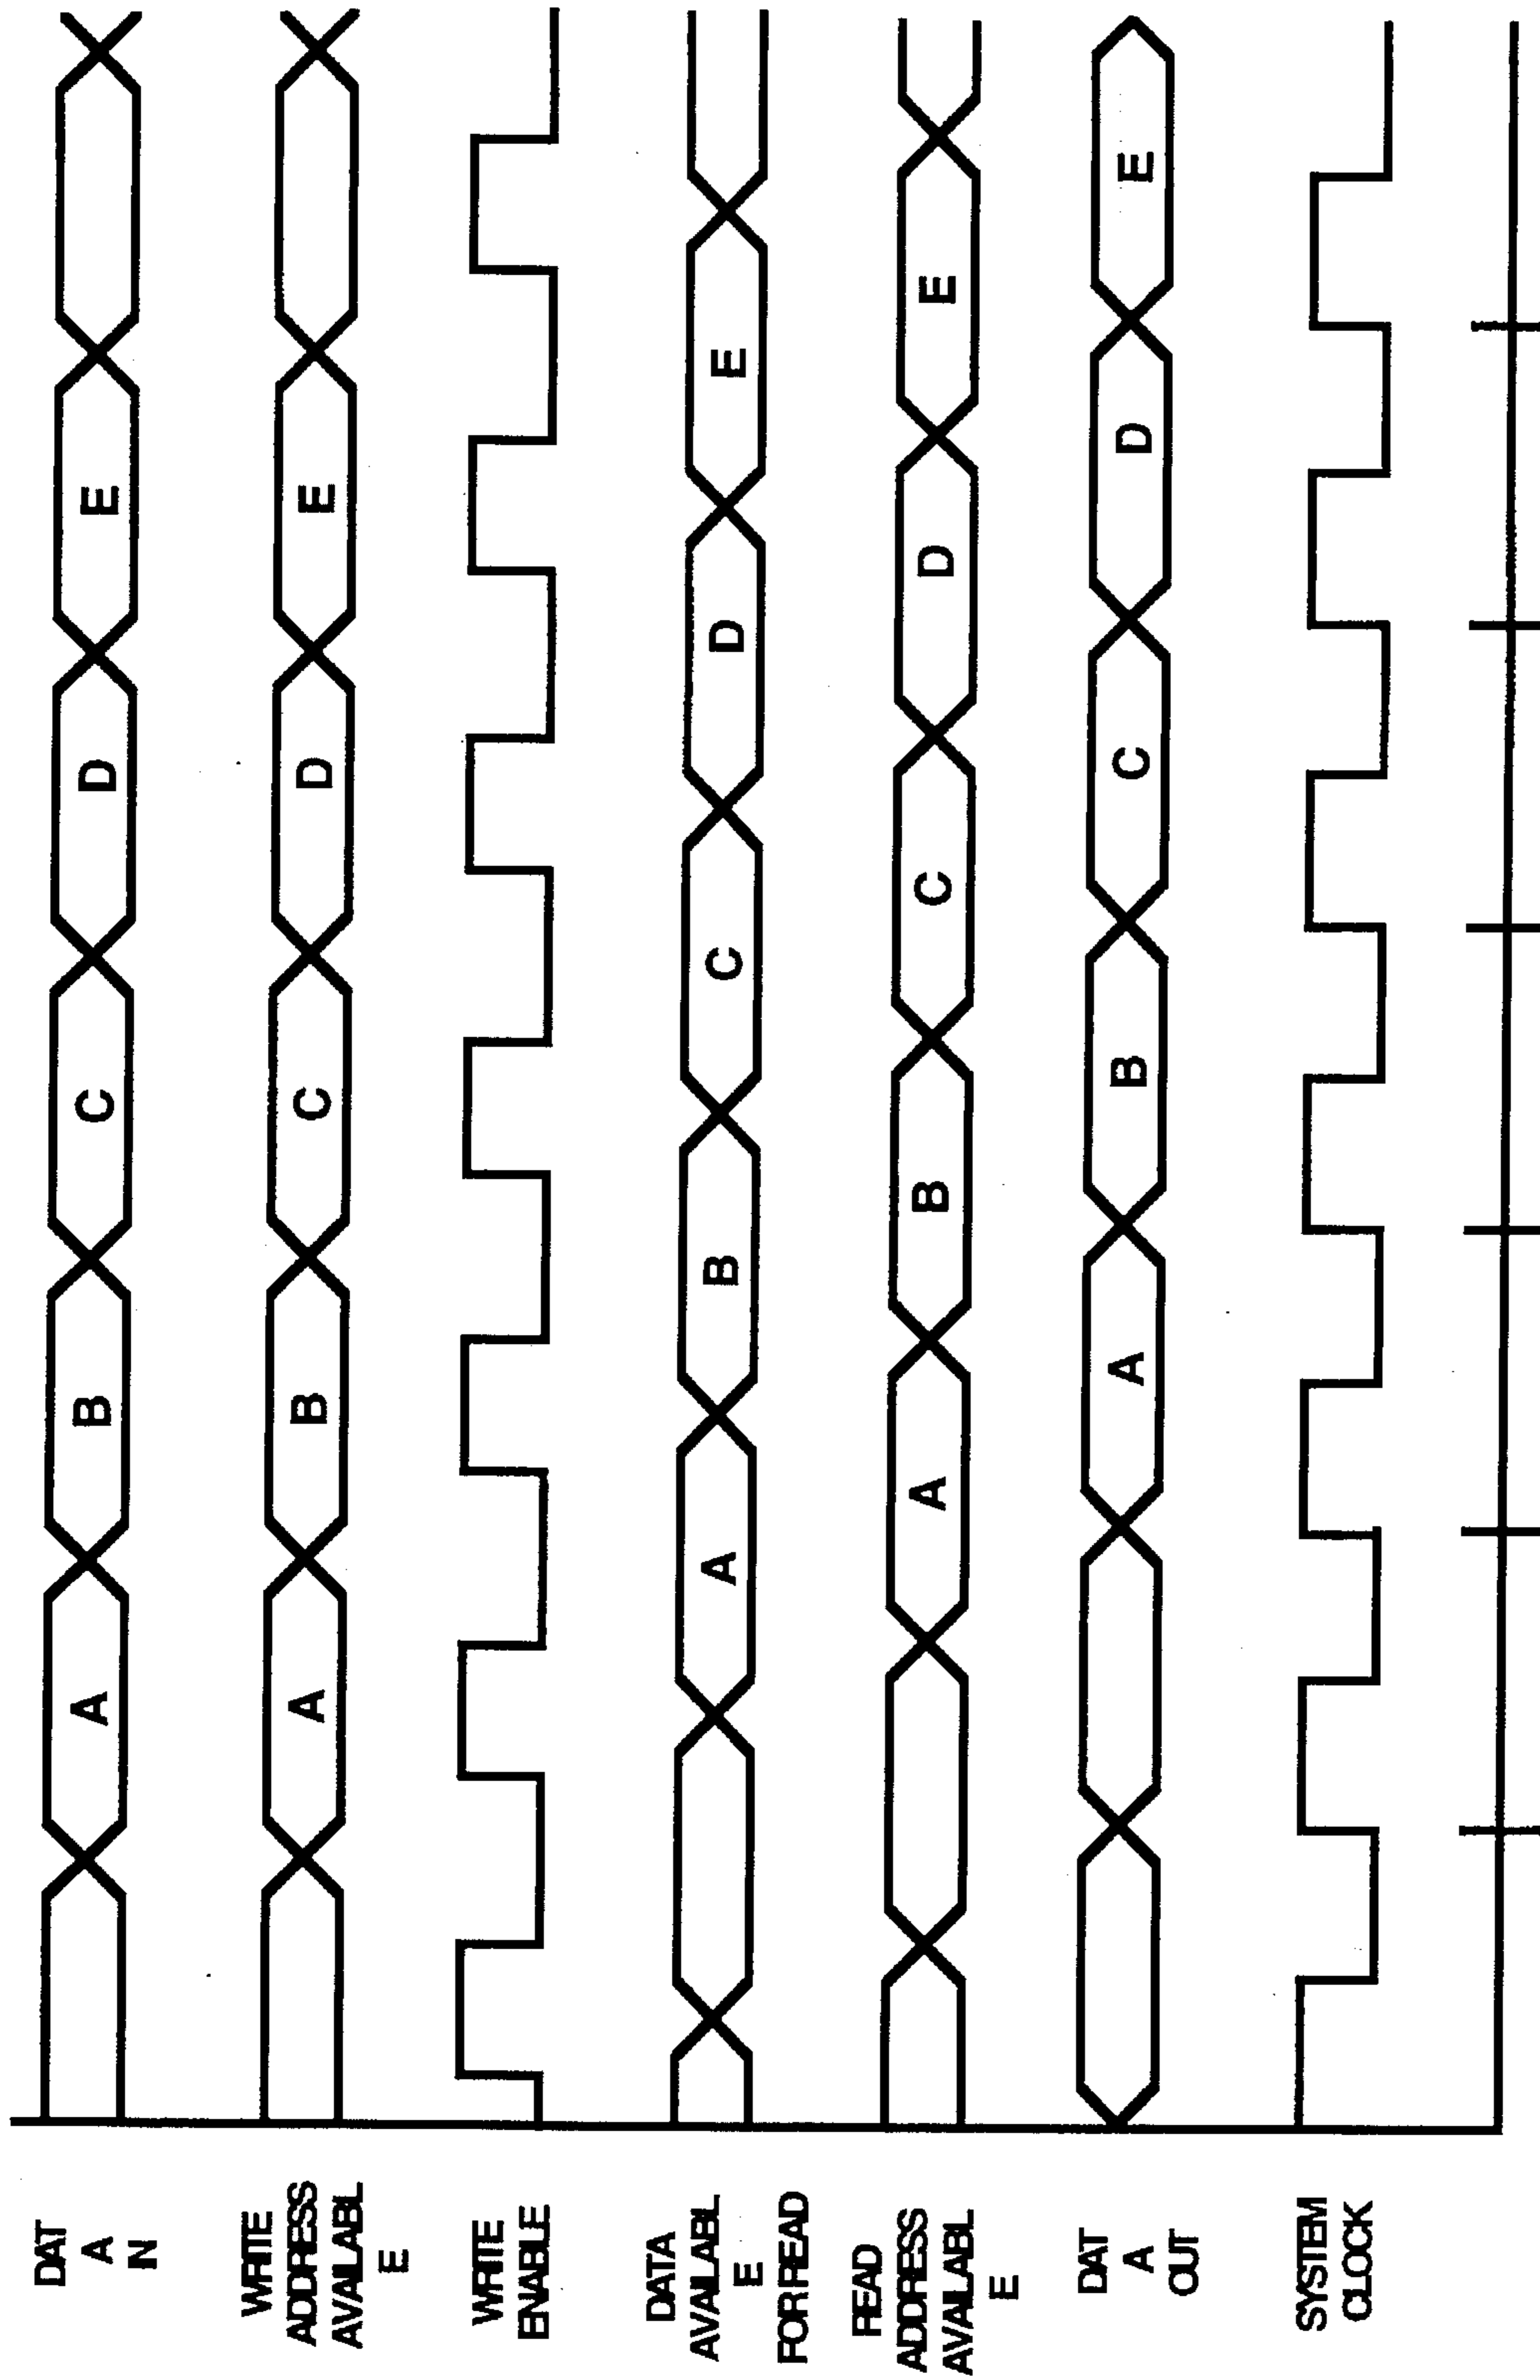 DAT
A
N
A B C D E
WRITE
ADDRESS
AVAILABL
E
A B C D E
WRITE
ENABLE
DATA
AVAILABL
E
FOR READ
A B C D E
READ
ADDRESS
AVAILABL
E
A B C D E
DAT
A
OUT
A B C D E
SYSTEM
CLOCK